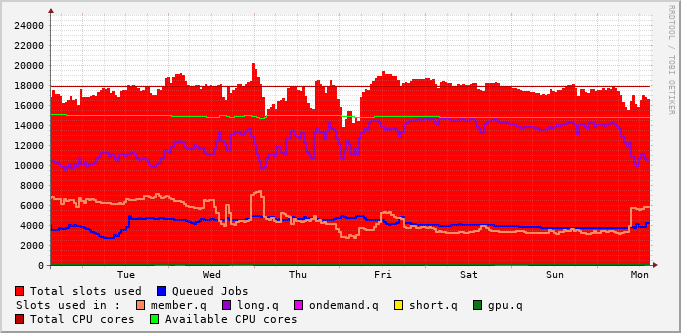 RRDTOOL / TOBI OETIKER
24000
22000
20000
18000
16000
14000
12000
10000
8000
6000
4000
2000
0
Tue Wed Thu Fri Sat Sun Mon
Total slots used Queued Jobs
Slots used in : member.q long.q ondemand.q short.q gpu.q
Total CPU cores Available CPU cores